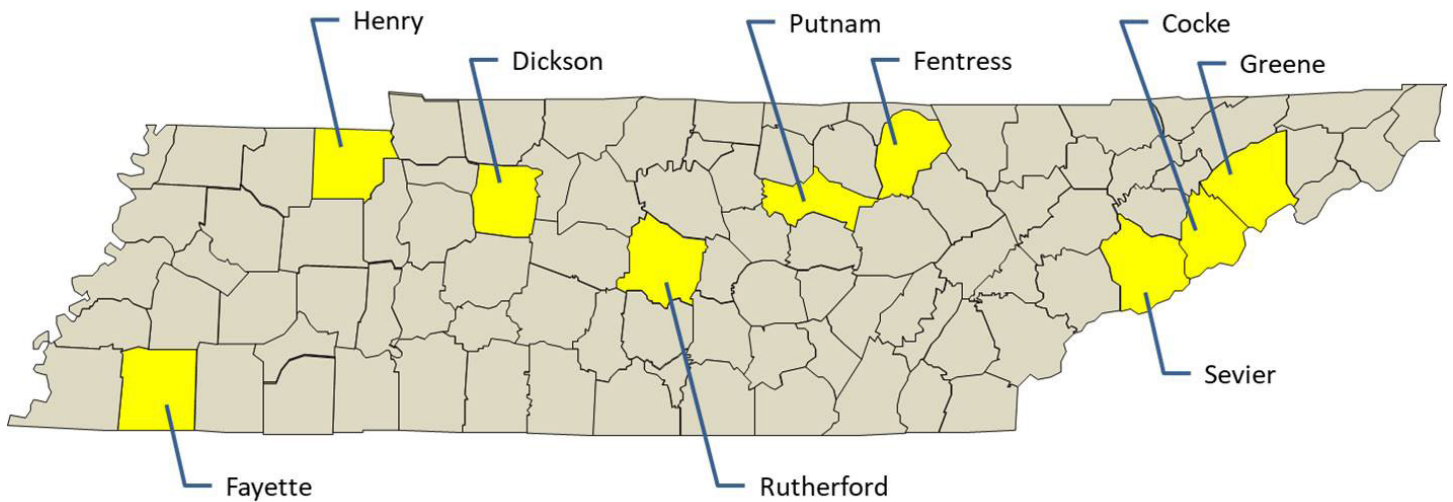 Henry
Putnam
Cocke
Dickson
Fentress
Greene
Sevier
Fayette
Rutherford